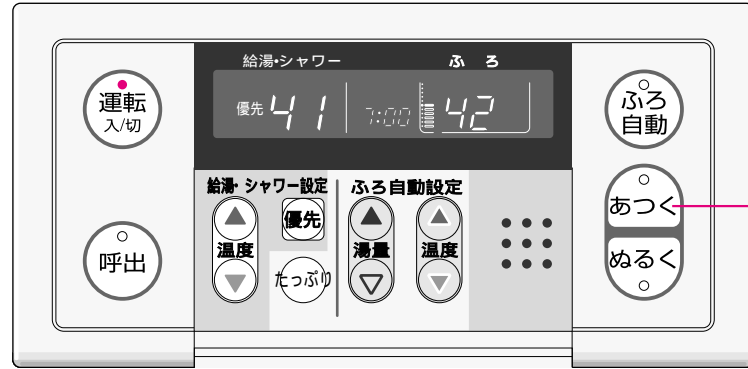 給湯・シャワー
ふろ
優先 41
7:00
42
運転
入/切
呼出
給湯・シャワー設定
優先
温度
たっぷり
ふろ自動設定
湯量
温度
ふろ
自動
あつく
ぬるく